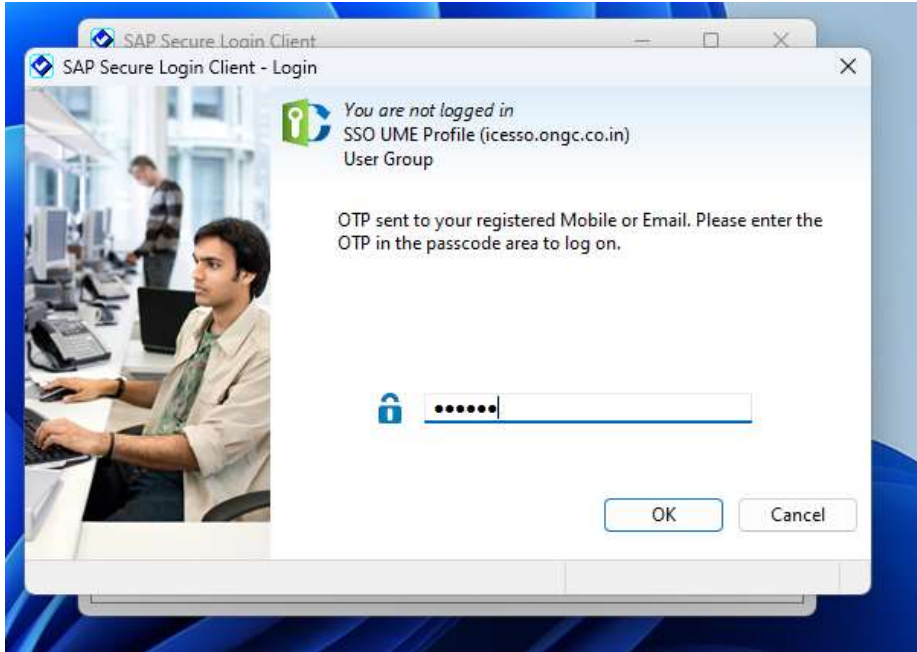 SAP Secure Login Client
SAP Secure Login Client - Login
You are not logged in
SSO UME Profile (icesso.ongc.co.in)
User Group
OTP sent to your registered Mobile or Email. Please enter the
OTP in the passcode area to log on.
••••••
OK
Cancel